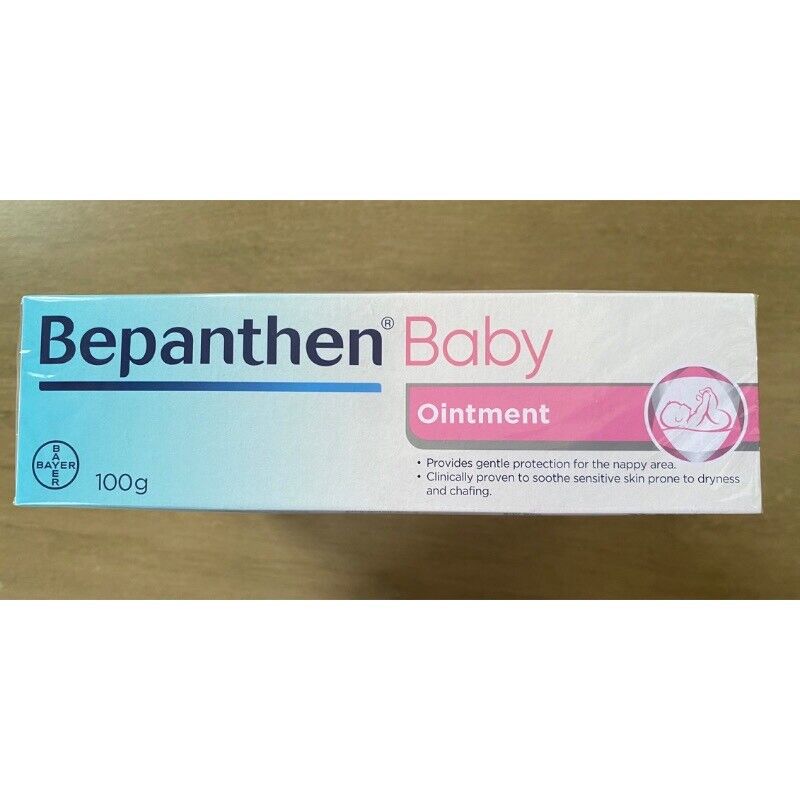 Bepanthen® Baby
Ointment
• Provides gentle protection for the nappy area.
• Clinically proven to soothe sensitive skin prone to dryness
and chafing.
BAYER
BAYER
100g